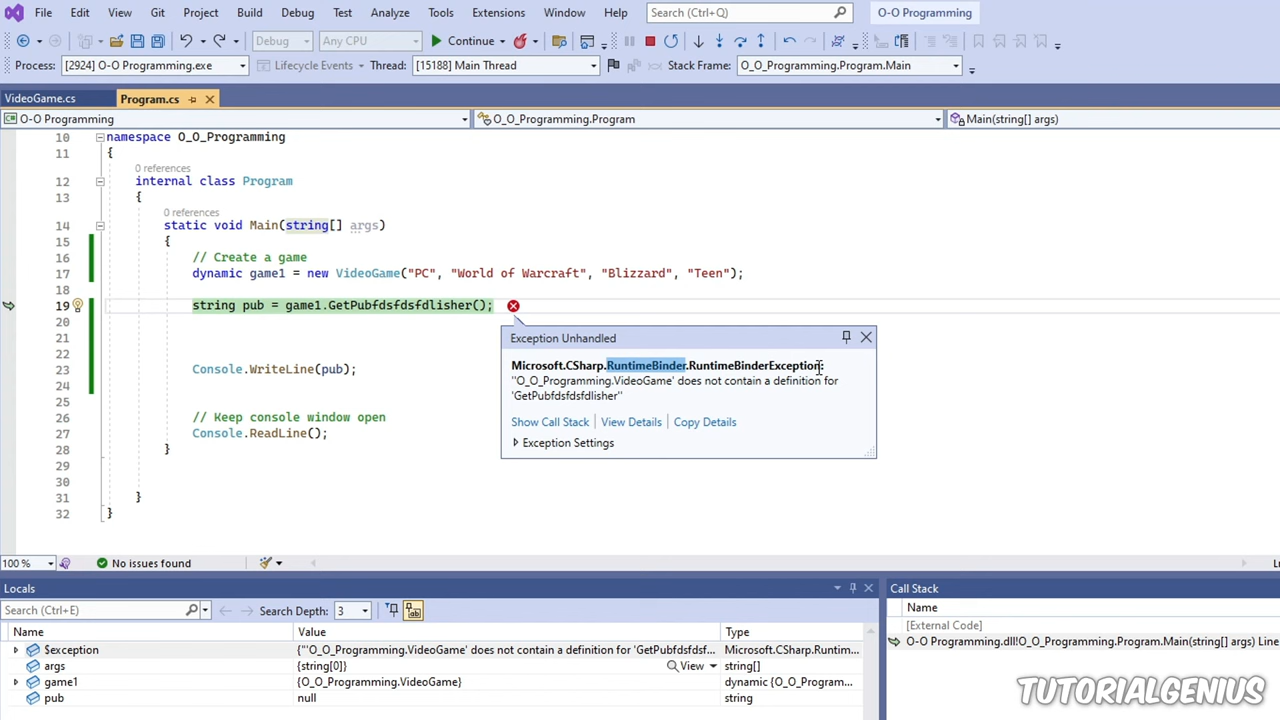 File Edit View Git Project Build Debug Test Analyze Tools Extensions Window Help Search (Ctrl+Q) O-O Programming
Debug Any CPU Continue
Process: [2924] O-O Programming.exe Lifecycle Events Thread: [15188] Main Thread Stack Frame: O_O_Programming.Program.Main
VideoGame.cs Program.cs
O-O Programming O_O_Programming.Program Main(string[] args)
10 namespace O_O_Programming
11 {
0 references
12 internal class Program
13 {
0 references
14 static void Main(string[] args)
15 {
16 // Create a game
17 dynamic game1 = new VideoGame("PC", "World of Warcraft", "Blizzard", "Teen");
18
19 string pub = game1.GetPubfdsfdsfdlisher();
20
21
22
23 Console.WriteLine(pub);
24
25
26 // Keep console window open
27 Console.ReadLine();
28 }
29
30
31 }
32 }
Exception Unhandled
Microsoft.CSharp.RuntimeBinder.RuntimeBinderException:
''O_O_Programming.VideoGame' does not contain a definition for
'GetPubfdsfdsfdlisher''
Show Call Stack View Details Copy Details
Exception Settings
100 % No issues found
Locals
Search (Ctrl+E) Search Depth: 3
Name Value Type
$exception {"'O_O_Programming.VideoGame' does not contain a definition for 'GetPubfdsfdsf... Microsoft.CSharp.Runtim...
args {string[0]} View string[]
game1 {O_O_Programming.VideoGame} dynamic {O_O_Program...
pub null string
Call Stack
Name
[External Code]
O-O Programming.dll!O_O_Programming.Program.Main(string[] args) Line
TUTORIALGENIUS